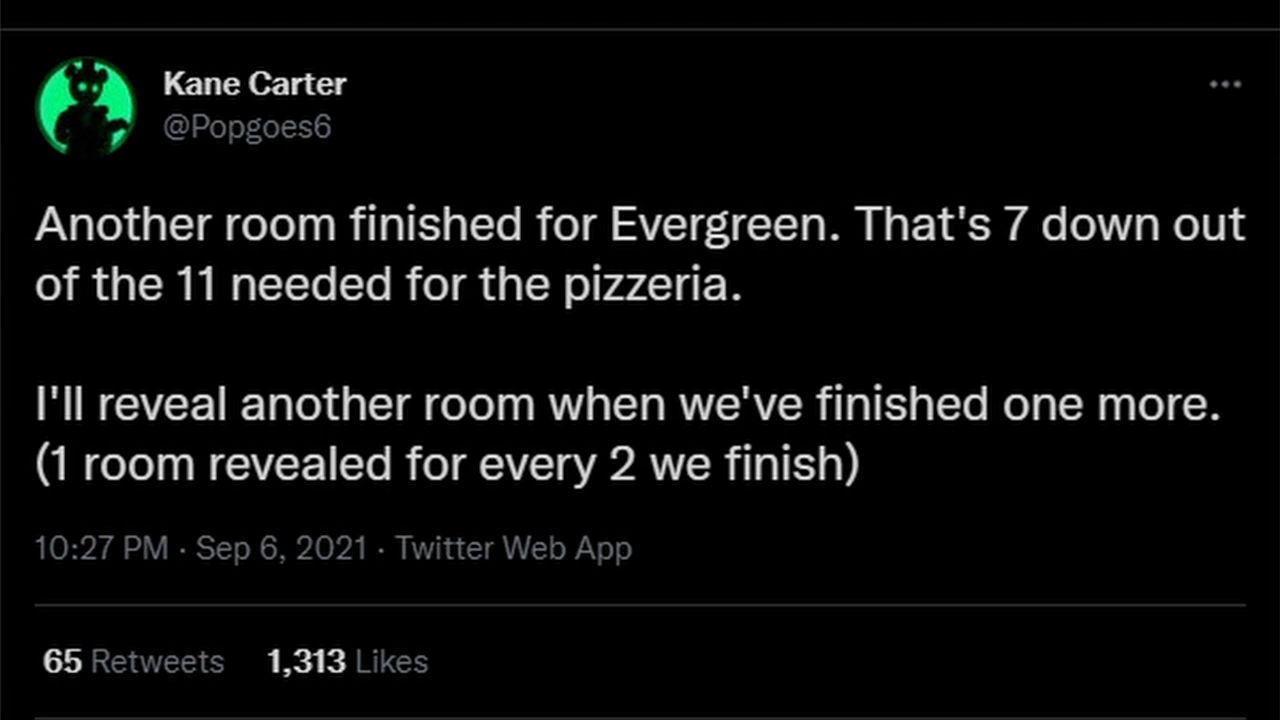 Kane Carter
@Popgoes6
Another room finished for Evergreen. That's 7 down out
of the 11 needed for the pizzeria.
I'll reveal another room when we've finished one more.
(1 room revealed for every 2 we finish)
10:27 PM · Sep 6, 2021 · Twitter Web App
65 Retweets 1,313 Likes